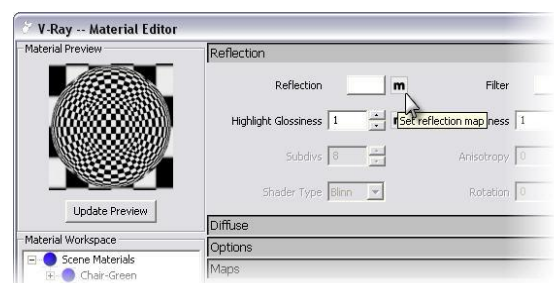 V-Ray -- Material Editor
Material Preview
Update Preview
Material Workspace
Scene Materials
Chair-Green
Reflection
Reflection m Filter
Highlight Glossiness 1 Set reflection map ness 1
Subdivs 8 Anisotropy 0
Shader Type Blinn Rotation 0
Diffuse
Options
Maps